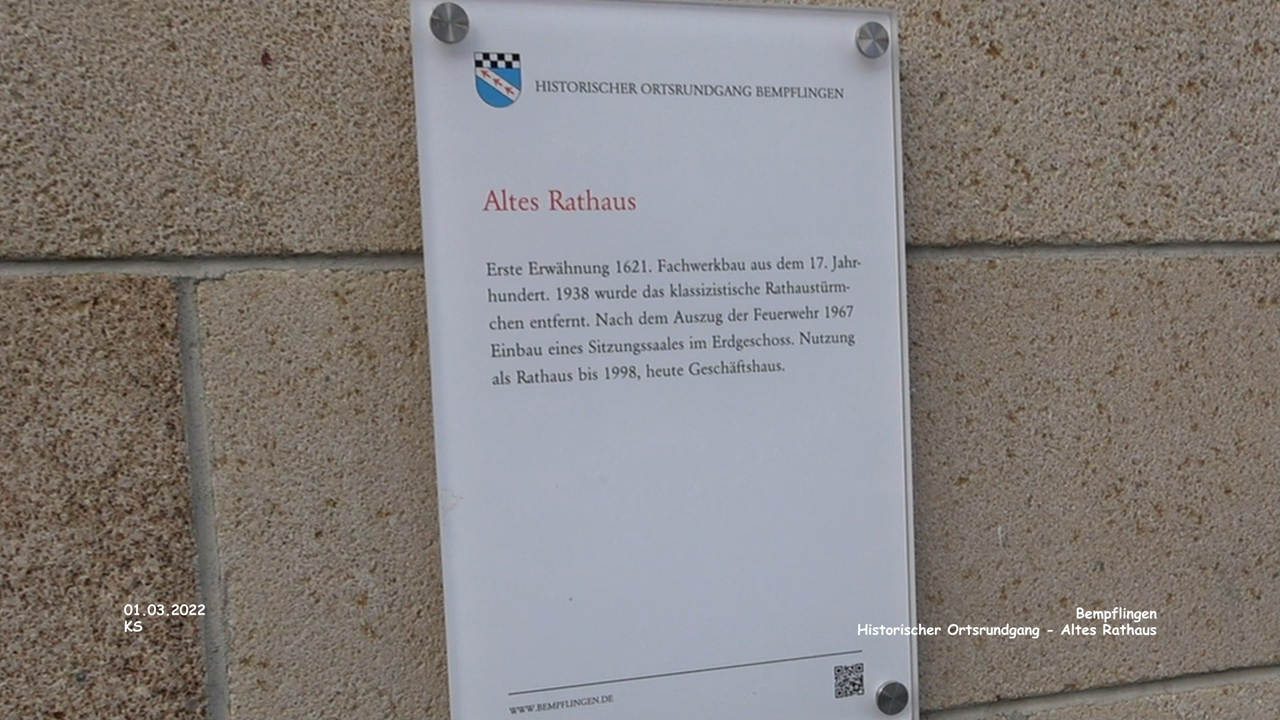 HISTORISCHER ORTSRUNDGANG BEMPFLINGEN
Altes Rathaus
Erste Erwähnung 1621. Fachwerkbau aus dem 17. Jahr-
hundert. 1938 wurde das klassizistische Rathaustürm-
chen entfernt. Nach dem Auszug der Feuerwehr 1967
Einbau eines Sitzungssaales im Erdgeschoss. Nutzung
als Rathaus bis 1998, heute Geschäftshaus.
01.03.2022
KS
Bempflingen
Historischer Ortsrundgang - Altes Rathaus
WWW.BEMPFLINGEN.DE